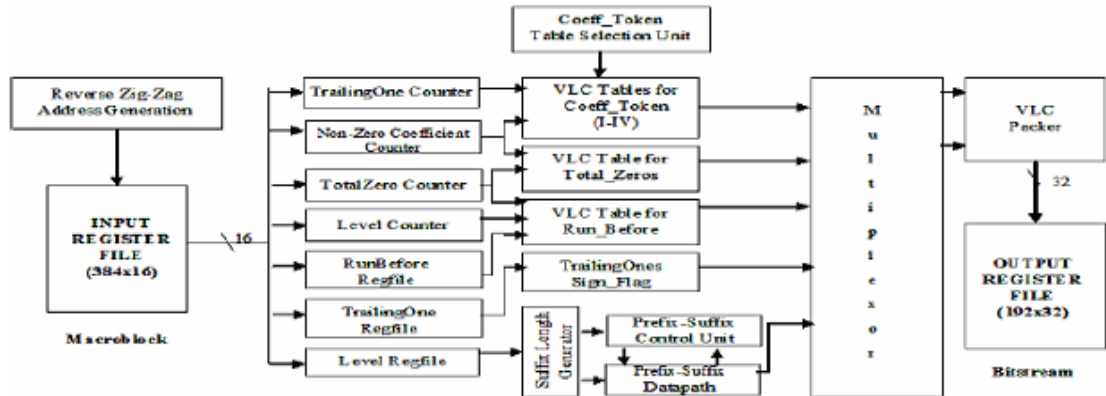 Coeff_Token
Table Selection Unit
Reverse Zig-Zag
Address Generation
INPUT
REGISTER
FILE
(384x16)
Macroblock
16
TrailingOne Counter
Non-Zero Coefficient
Counter
TotalZero Counter
Level Counter
RunBefore
Regfile
TrailingOne
Regfile
Level Regfile
VLC Tables for
Coeff_Token
(I-IV)
VLC Table for
Total_Zeros
VLC Table for
Run_Before
TrailingOnes
Sign_Flag
Suffix Length
Generator
Prefix-Suffix
Control Unit
Prefix-Suffix
Datapath
Multiplexor
VLC
Packer
32
OUTPUT
REGISTER
FILE
(192x32)
Bitstream